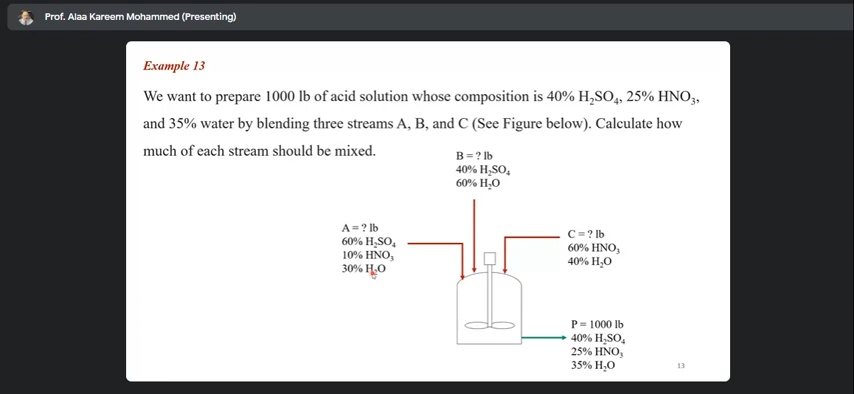 Prof. Alaa Kareem Mohammed (Presenting)
Example 13
We want to prepare 1000 lb of acid solution whose composition is 40% H₂SO₄, 25% HNO₃,
and 35% water by blending three streams A, B, and C (See Figure below). Calculate how
much of each stream should be mixed.
B = ? lb
40% H₂SO₄
60% H₂O
A = ? lb
60% H₂SO₄
10% HNO₃
30% H₂O
C = ? lb
60% HNO₃
40% H₂O
P = 1000 lb
40% H₂SO₄
25% HNO₃
35% H₂O
13